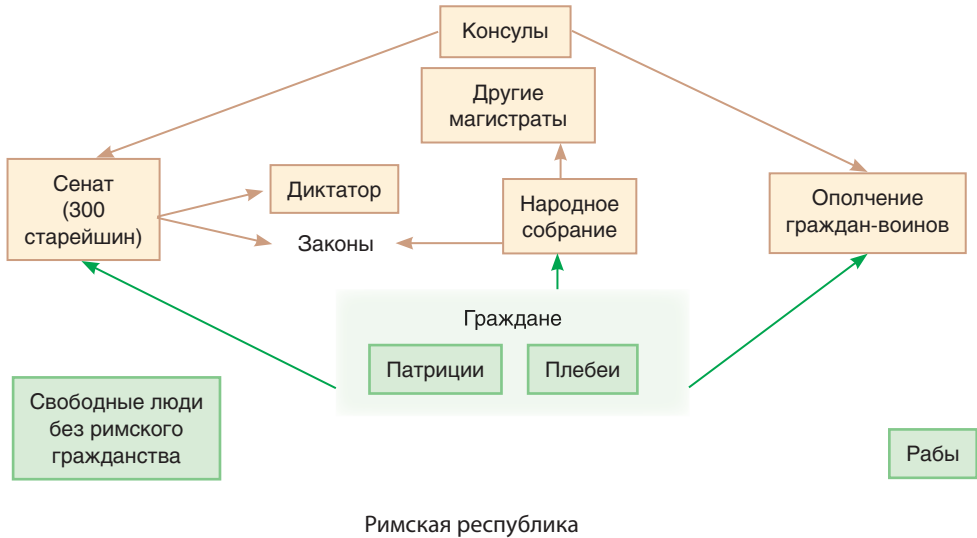 Консулы
Другие
магистраты
Сенат
(300
старейшин)
Диктатор
Законы
Народное
собрание
Ополчение
граждан-воинов
Граждане
Патриции
Плебеи
Свободные люди
без римского
гражданства
Рабы
Римская республика